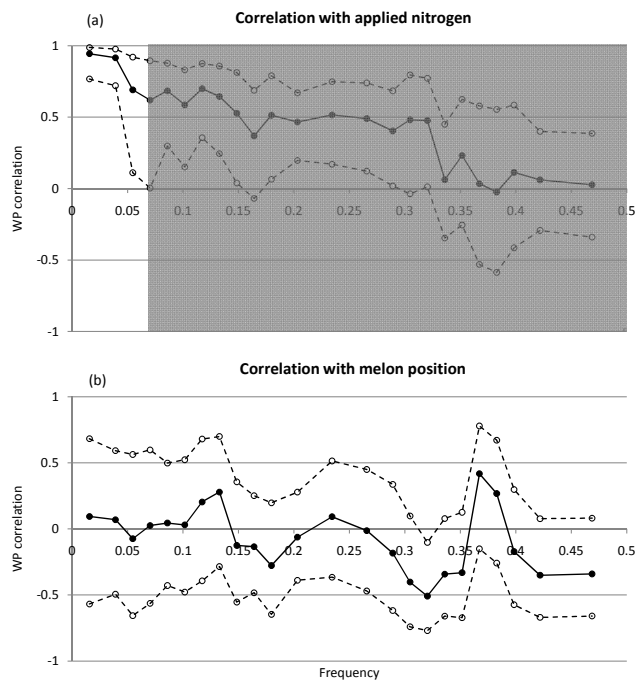 (a)
Correlation with applied nitrogen
1
0.5
0
-0.5
-1
WP correlation
0 0.05 0.1 0.15 0.2 0.25 0.3 0.35 0.4 0.45 0.5
(b)
Correlation with melon position
1
0.5
0
-0.5
-1
WP correlation
0 0.05 0.1 0.15 0.2 0.25 0.3 0.35 0.4 0.45 0.5
Frequency